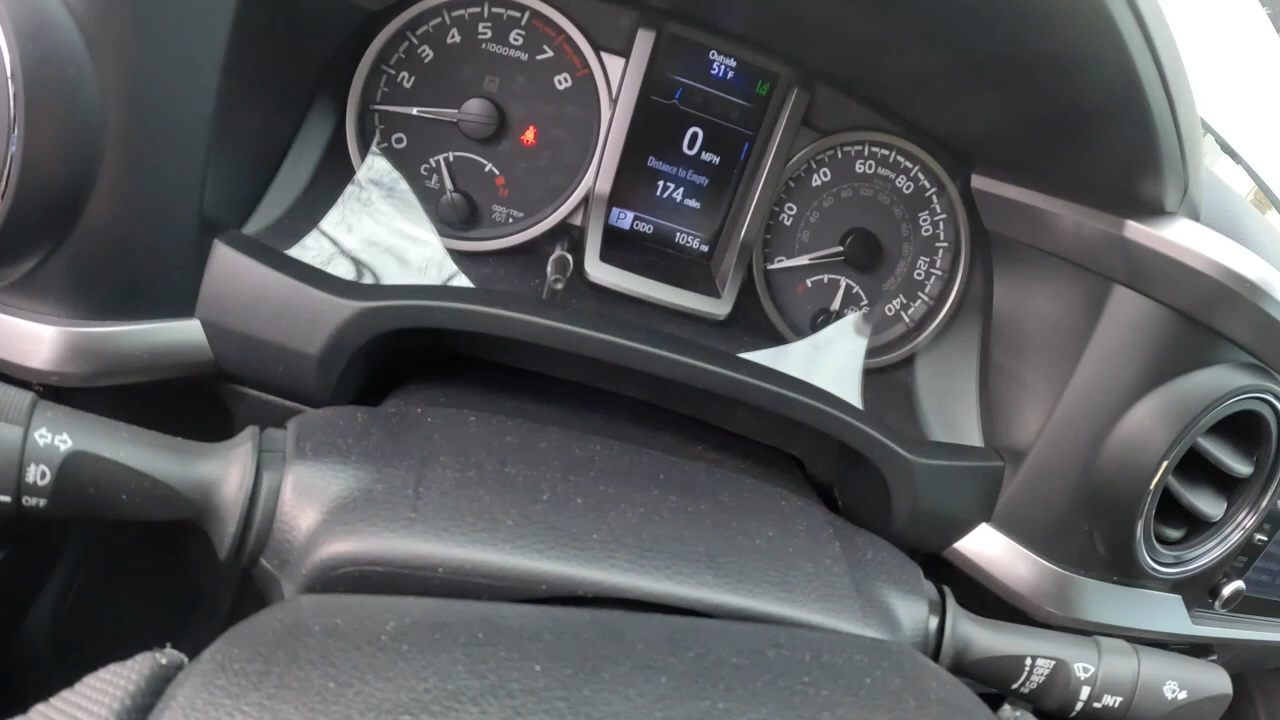 0
2
3
4
5
6
7
8
x1000RPM
H
ODO/TRIP
Outside
51°F
0 MPH
Distance to Empty
174 miles
P ODO 1056 mi
20
40
60 MPH
80
100
120
140
OFF
MIST
OFF
INT